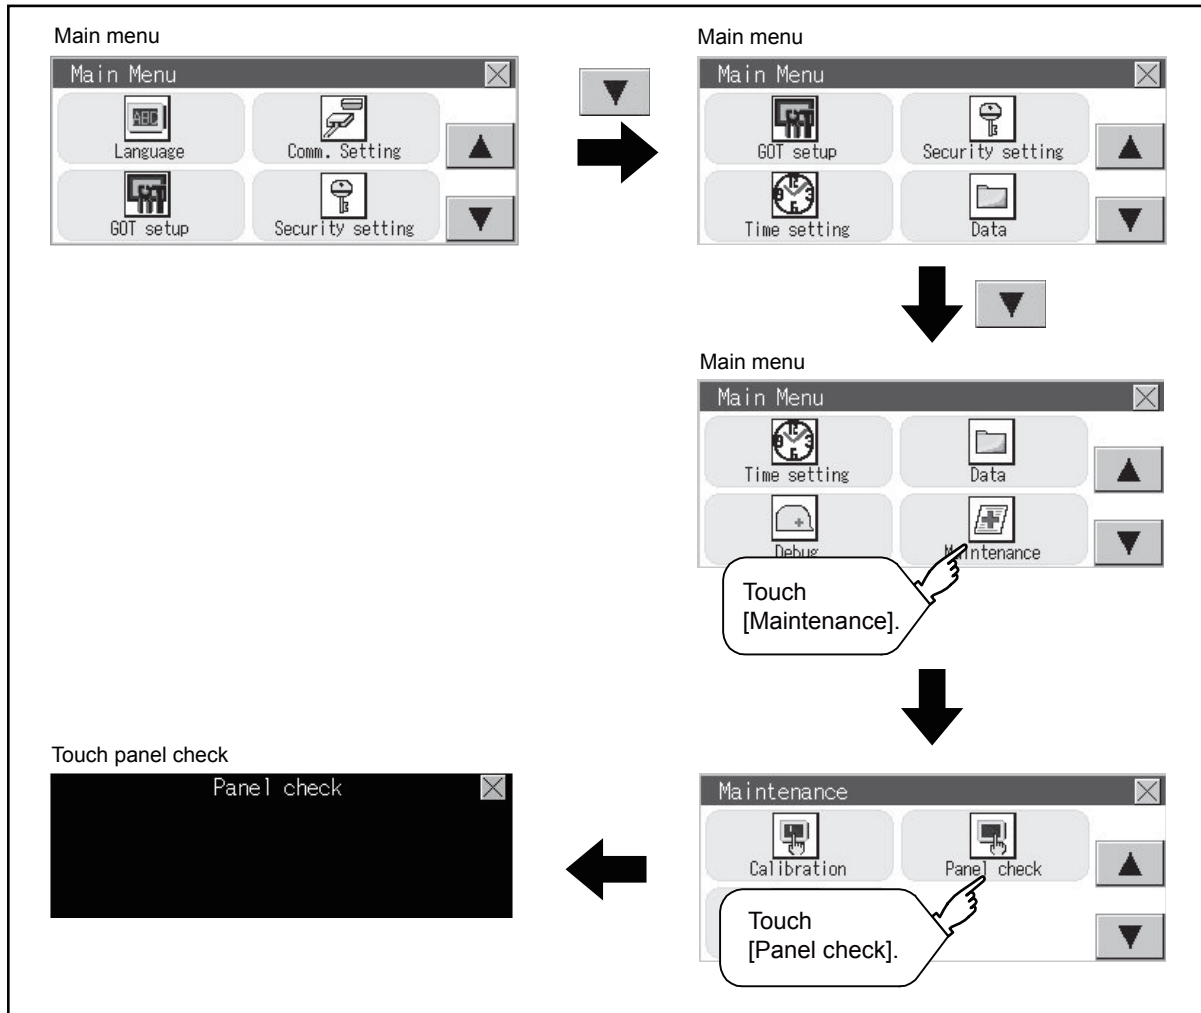 Main menu
Main Menu
ABC
Language
Comm. Setting
GOT setup
Security setting
Main menu
Main Menu
GOT setup
Security setting
Time setting
Data
Main menu
Main Menu
Time setting
Data
Debug
Maintenance
Touch
[Maintenance].
Touch panel check
Panel check
Maintenance
Calibration
Panel check
Touch
[Panel check].